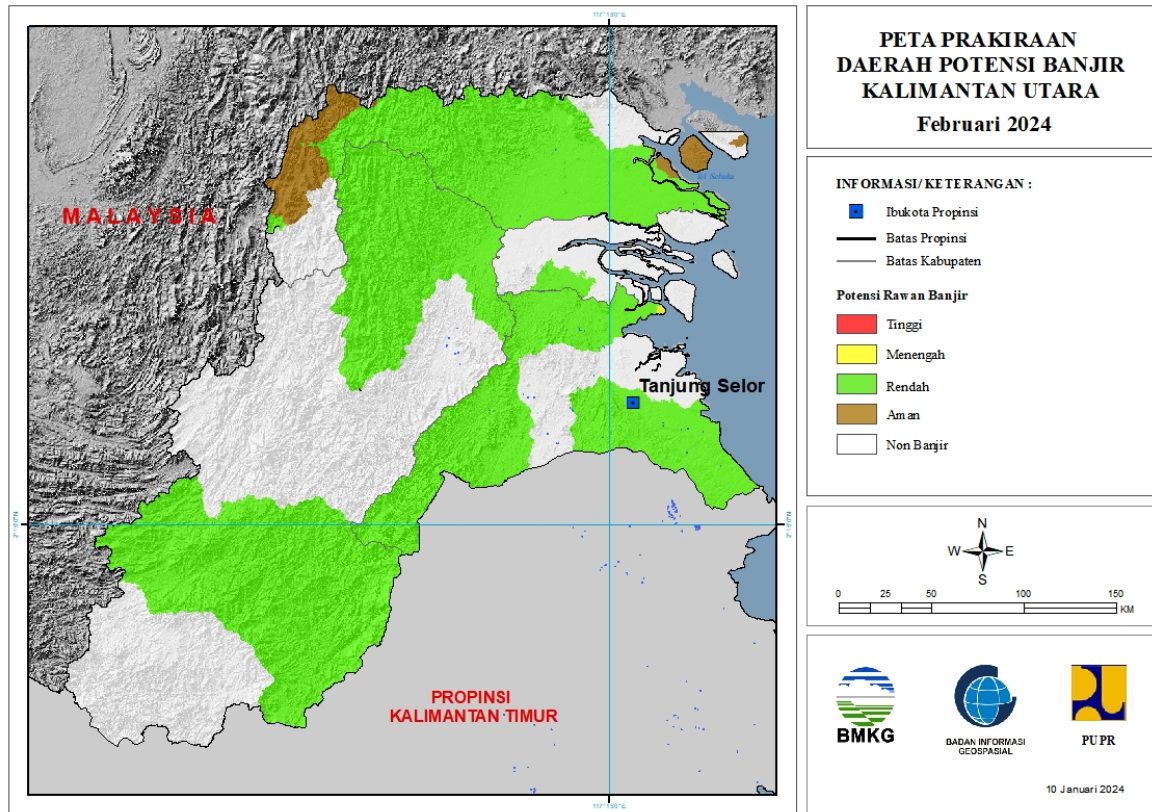 PETA PRAKIRAAN
DAERAH POTENSI BANJIR
KALIMANTAN UTARA
Februari 2024
INFORMASI/ KETERANGAN :
Ibukota Propinsi
Batas Propinsi
Batas Kabupaten
Potensi Rawan Banjir
Tinggi
Menengah
Rendah
Aman
Non Banjir
N
W E
S
0 25 50 100 150
KM
BMKG
BADAN INFORMASI
GEOSPASIAL
PUPR
10 Januari 2024
MALAYSIA
Tanjung Selor
PROPINSI
KALIMANTAN TIMUR